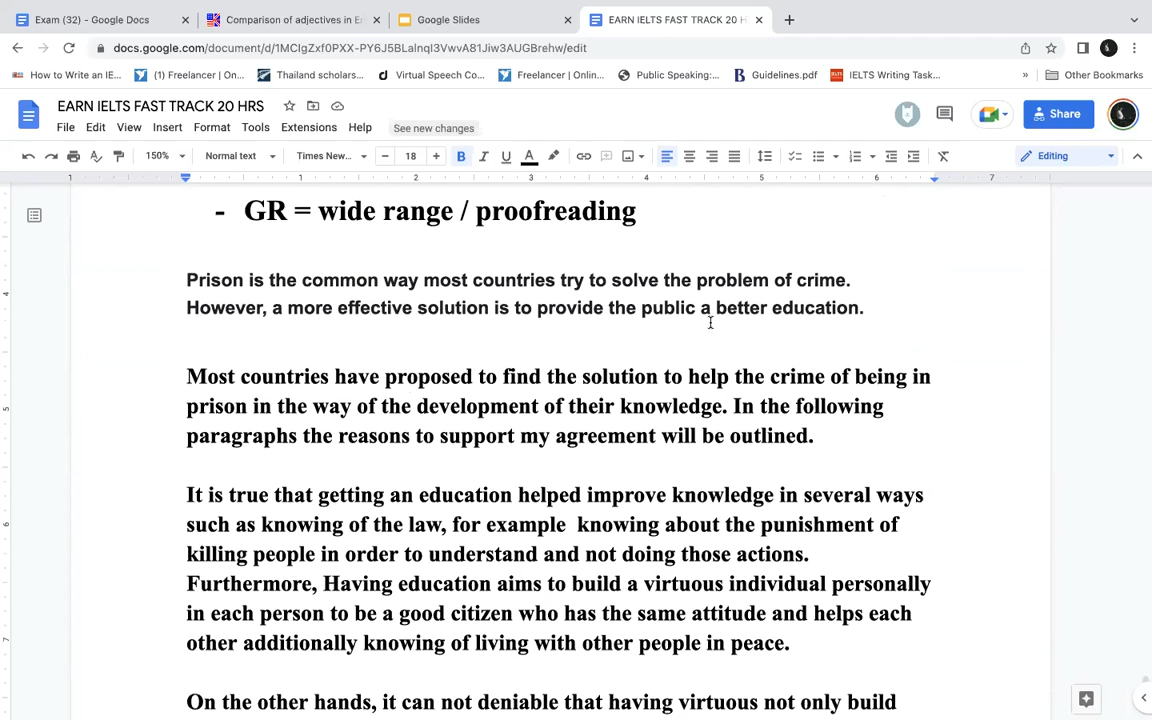 Exam (32) - Google Docs × Comparison of adjectives in E × Google Slides × EARN IELTS FAST TRACK 20 H × +
docs.google.com/document/d/1MCIgZxf0PXX-PY6J5BLalnqI3VwvA81Jiw3AUGBrehw/edit
How to Write an IE... (1) Freelancer | On... Thailand scholars... Virtual Speech Co... Freelancer | Onlin... Public Speaking:... Guidelines.pdf IELTS Writing Task... » Other Bookmarks
EARN IELTS FAST TRACK 20 HRS
File Edit View Insert Format Tools Extensions Help See new changes
Share
150% Normal text Times New... – 18 + B I U A Editing
1 1 2 3 4 5 6 7
- GR = wide range / proofreading
Prison is the common way most countries try to solve the problem of crime.
However, a more effective solution is to provide the public a better education.
Most countries have proposed to find the solution to help the crime of being in
prison in the way of the development of their knowledge. In the following
paragraphs the reasons to support my agreement will be outlined.
It is true that getting an education helped improve knowledge in several ways
such as knowing of the law, for example knowing about the punishment of
killing people in order to understand and not doing those actions.
Furthermore, Having education aims to build a virtuous individual personally
in each person to be a good citizen who has the same attitude and helps each
other additionally knowing of living with other people in peace.
On the other hands, it can not deniable that having virtuous not only build